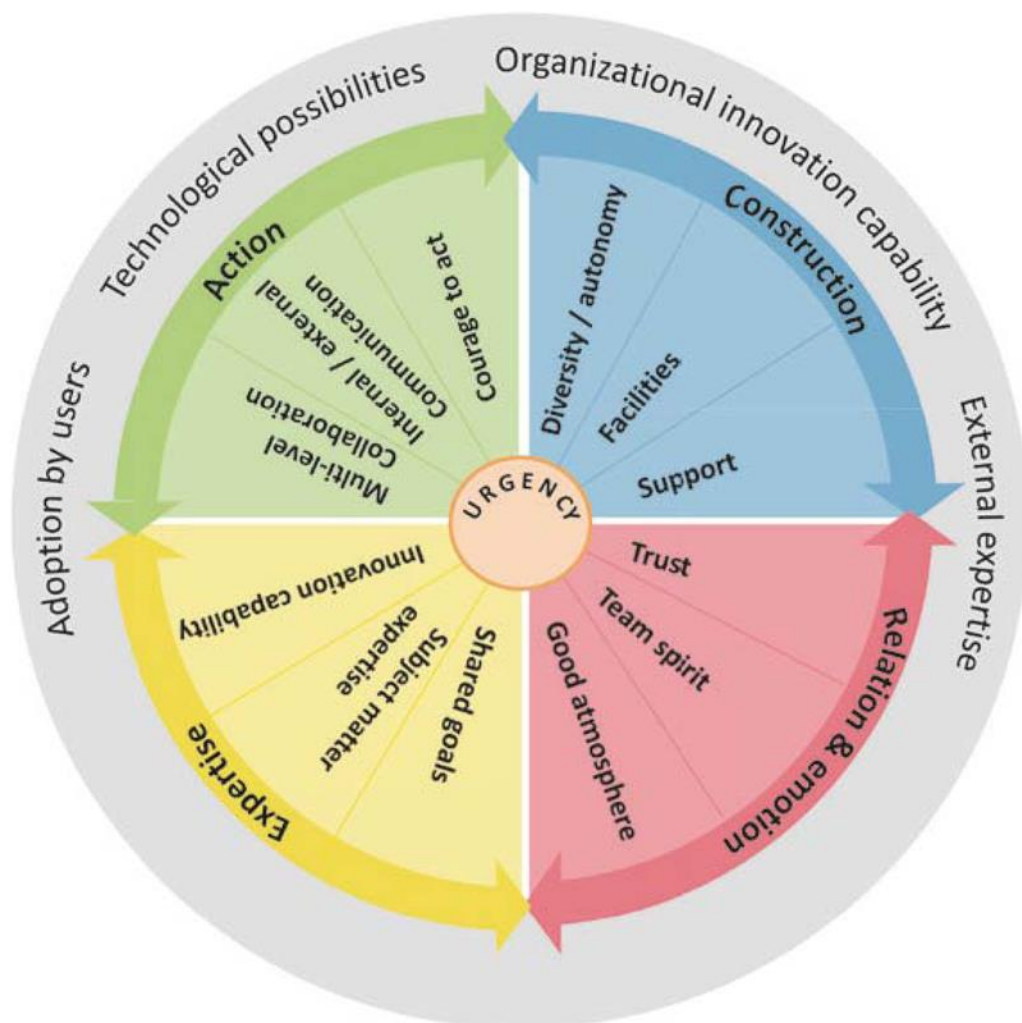 Technological possibilities
Organizational innovation capability
External expertise
Adoption by users
Action
Construction
Relation & emotion
Expertise
URGENCY
Courage to act
Internal / external
Communication
Multi-level
Collaboration
Diversity / autonomy
Facilities
Support
Trust
Team spirit
Good atmosphere
Shared goals
Subject matter
expertise
Innovation capability